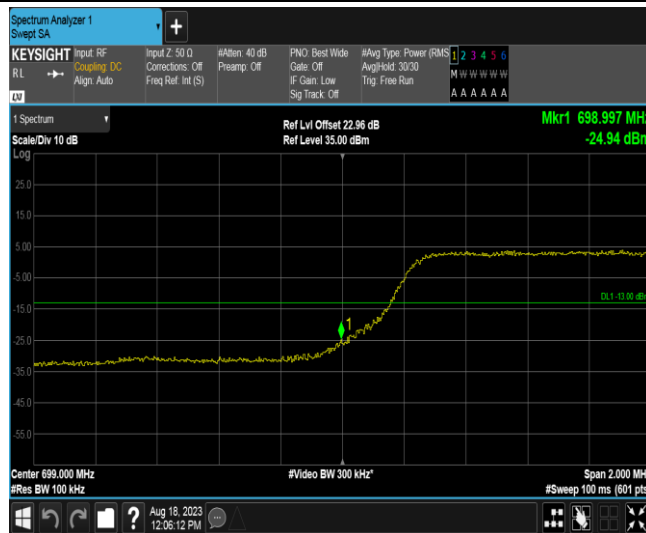 Spectrum Analyzer 1
Swept SA
+
KEYSIGHT
RL
Input: RF
Coupling: DC
Align: Auto
Input Z: 50 Ω
Corrections: Off
Freq Ref: Int (S)
#Atten: 40 dB
Preamp: Off
PNO: Best Wide
Gate: Off
IF Gain: Low
Sig Track: Off
#Avg Type: Power (RMS
Avg|Hold: 30/30
Trig: Free Run
1 2 3 4 5 6
M W W W W W
A A A A A A
LXI
1 Spectrum
Scale/Div 10 dB
Ref Lvl Offset 22.96 dB
Ref Level 35.00 dBm
Mkr1 698.997 MHz
-24.94 dBm
Log
25.0
15.0
5.00
-5.00
-15.0
-25.0
-35.0
-45.0
-55.0
DL1 -13.00 dBm
1
Center 699.000 MHz
#Res BW 100 kHz
#Video BW 300 kHz*
Span 2.000 MHz
#Sweep 100 ms (601 pts)
?
Aug 18, 2023
12:06:12 PM